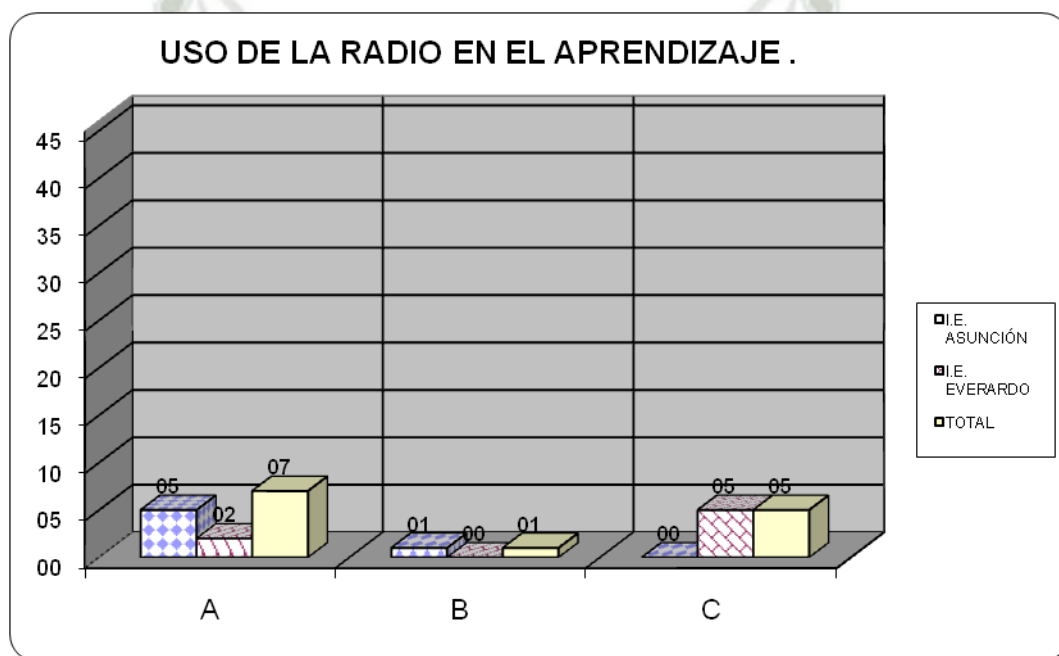 USO DE LA RADIO EN EL APRENDIZAJE .
45
40
35
30
25
20
15
10
05
00
05
02
07
01
00
01
00
05
05
A
B
C
I.E.
ASUNCIÓN
I.E.
EVERARDO
TOTAL